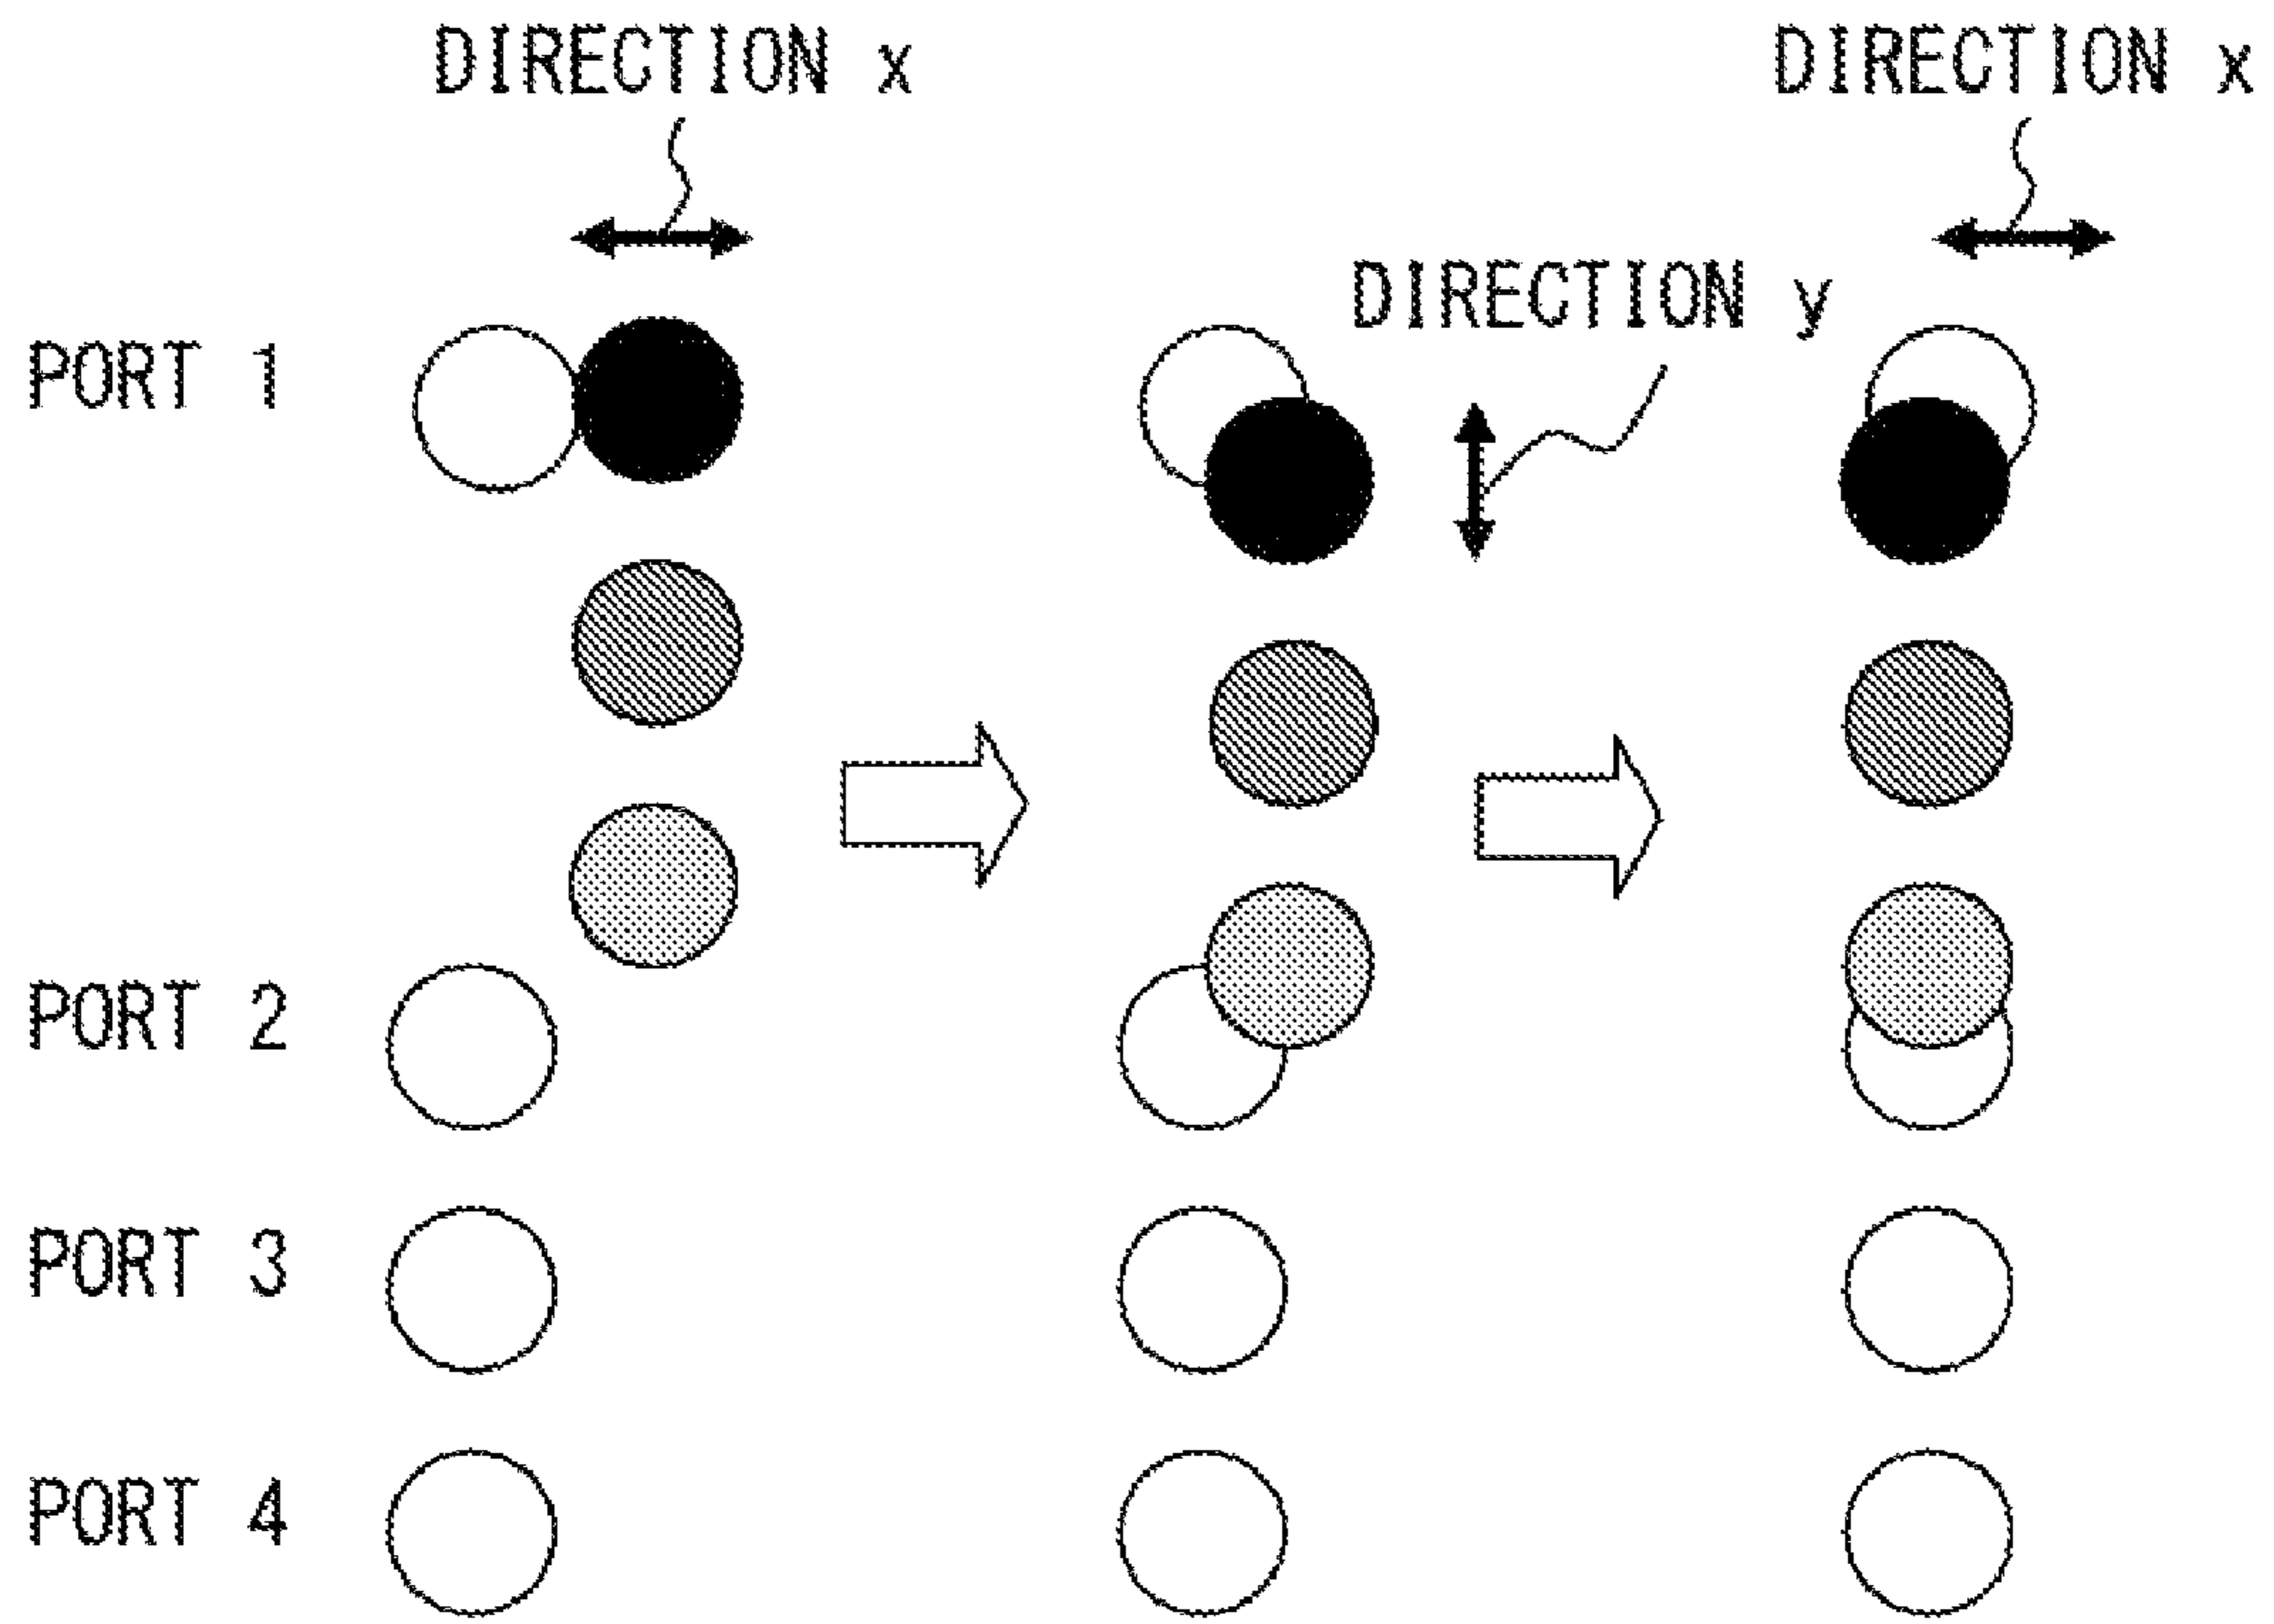 DIRECTION x
DIRECTION x
DIRECTION y
PORT 1
PORT 2
PORT 3
PORT 4